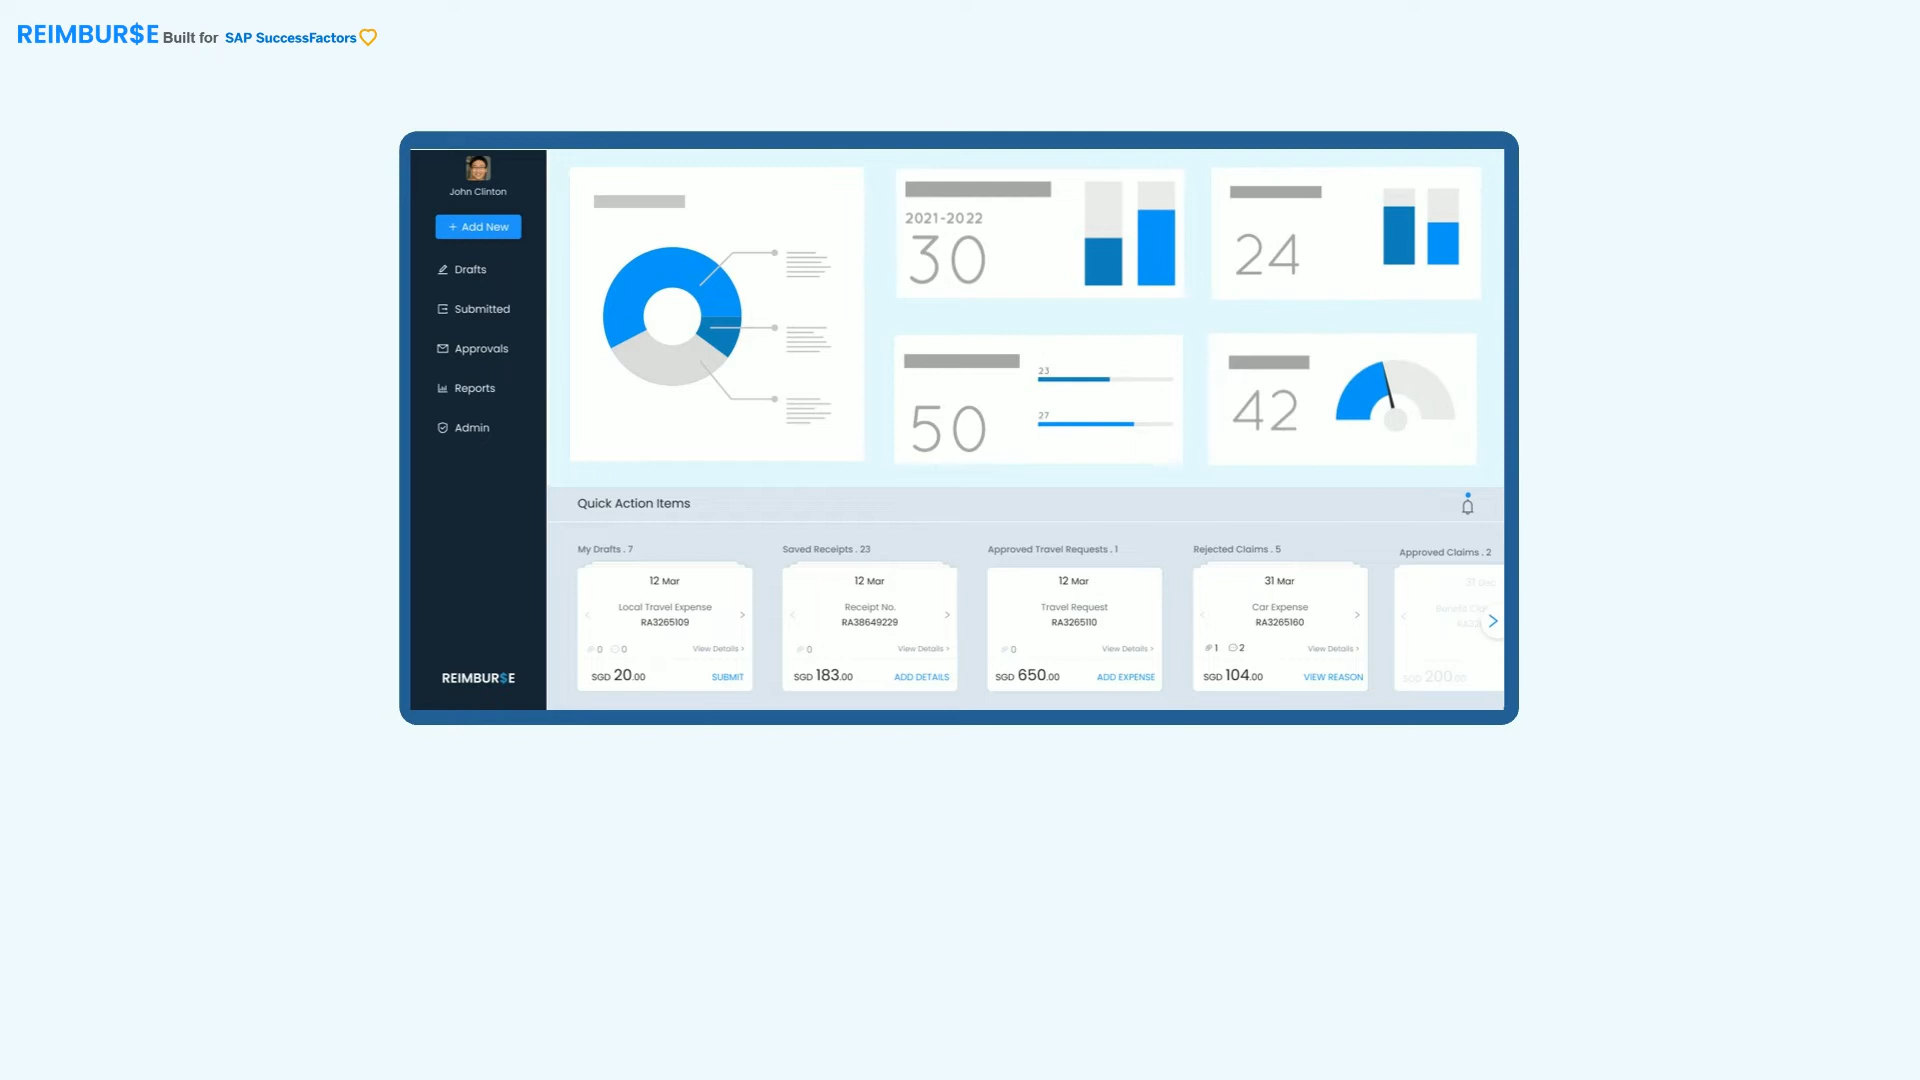 REIMBUR$E Built for SAP SuccessFactors
John Clinton
+ Add New
Drafts
Submitted
Approvals
Reports
Admin
REIMBUR$E
2021-2022
30
24
50
23
27
42
Quick Action Items
My Drafts . 7
12 Mar
Local Travel Expense
RA3265109
0 0
View Details >
SGD 20.00
SUBMIT
Saved Receipts . 23
12 Mar
Receipt No.
RA38649229
0
View Details >
SGD 183.00
ADD DETAILS
Approved Travel Requests . 1
12 Mar
Travel Request
RA3265110
0
View Details >
SGD 650.00
ADD EXPENSE
Rejected Claims . 5
31 Mar
Car Expense
RA3265160
1 2
View Details >
SGD 104.00
VIEW REASON
Approved Claims . 2
31 Dec
SGD 200.00